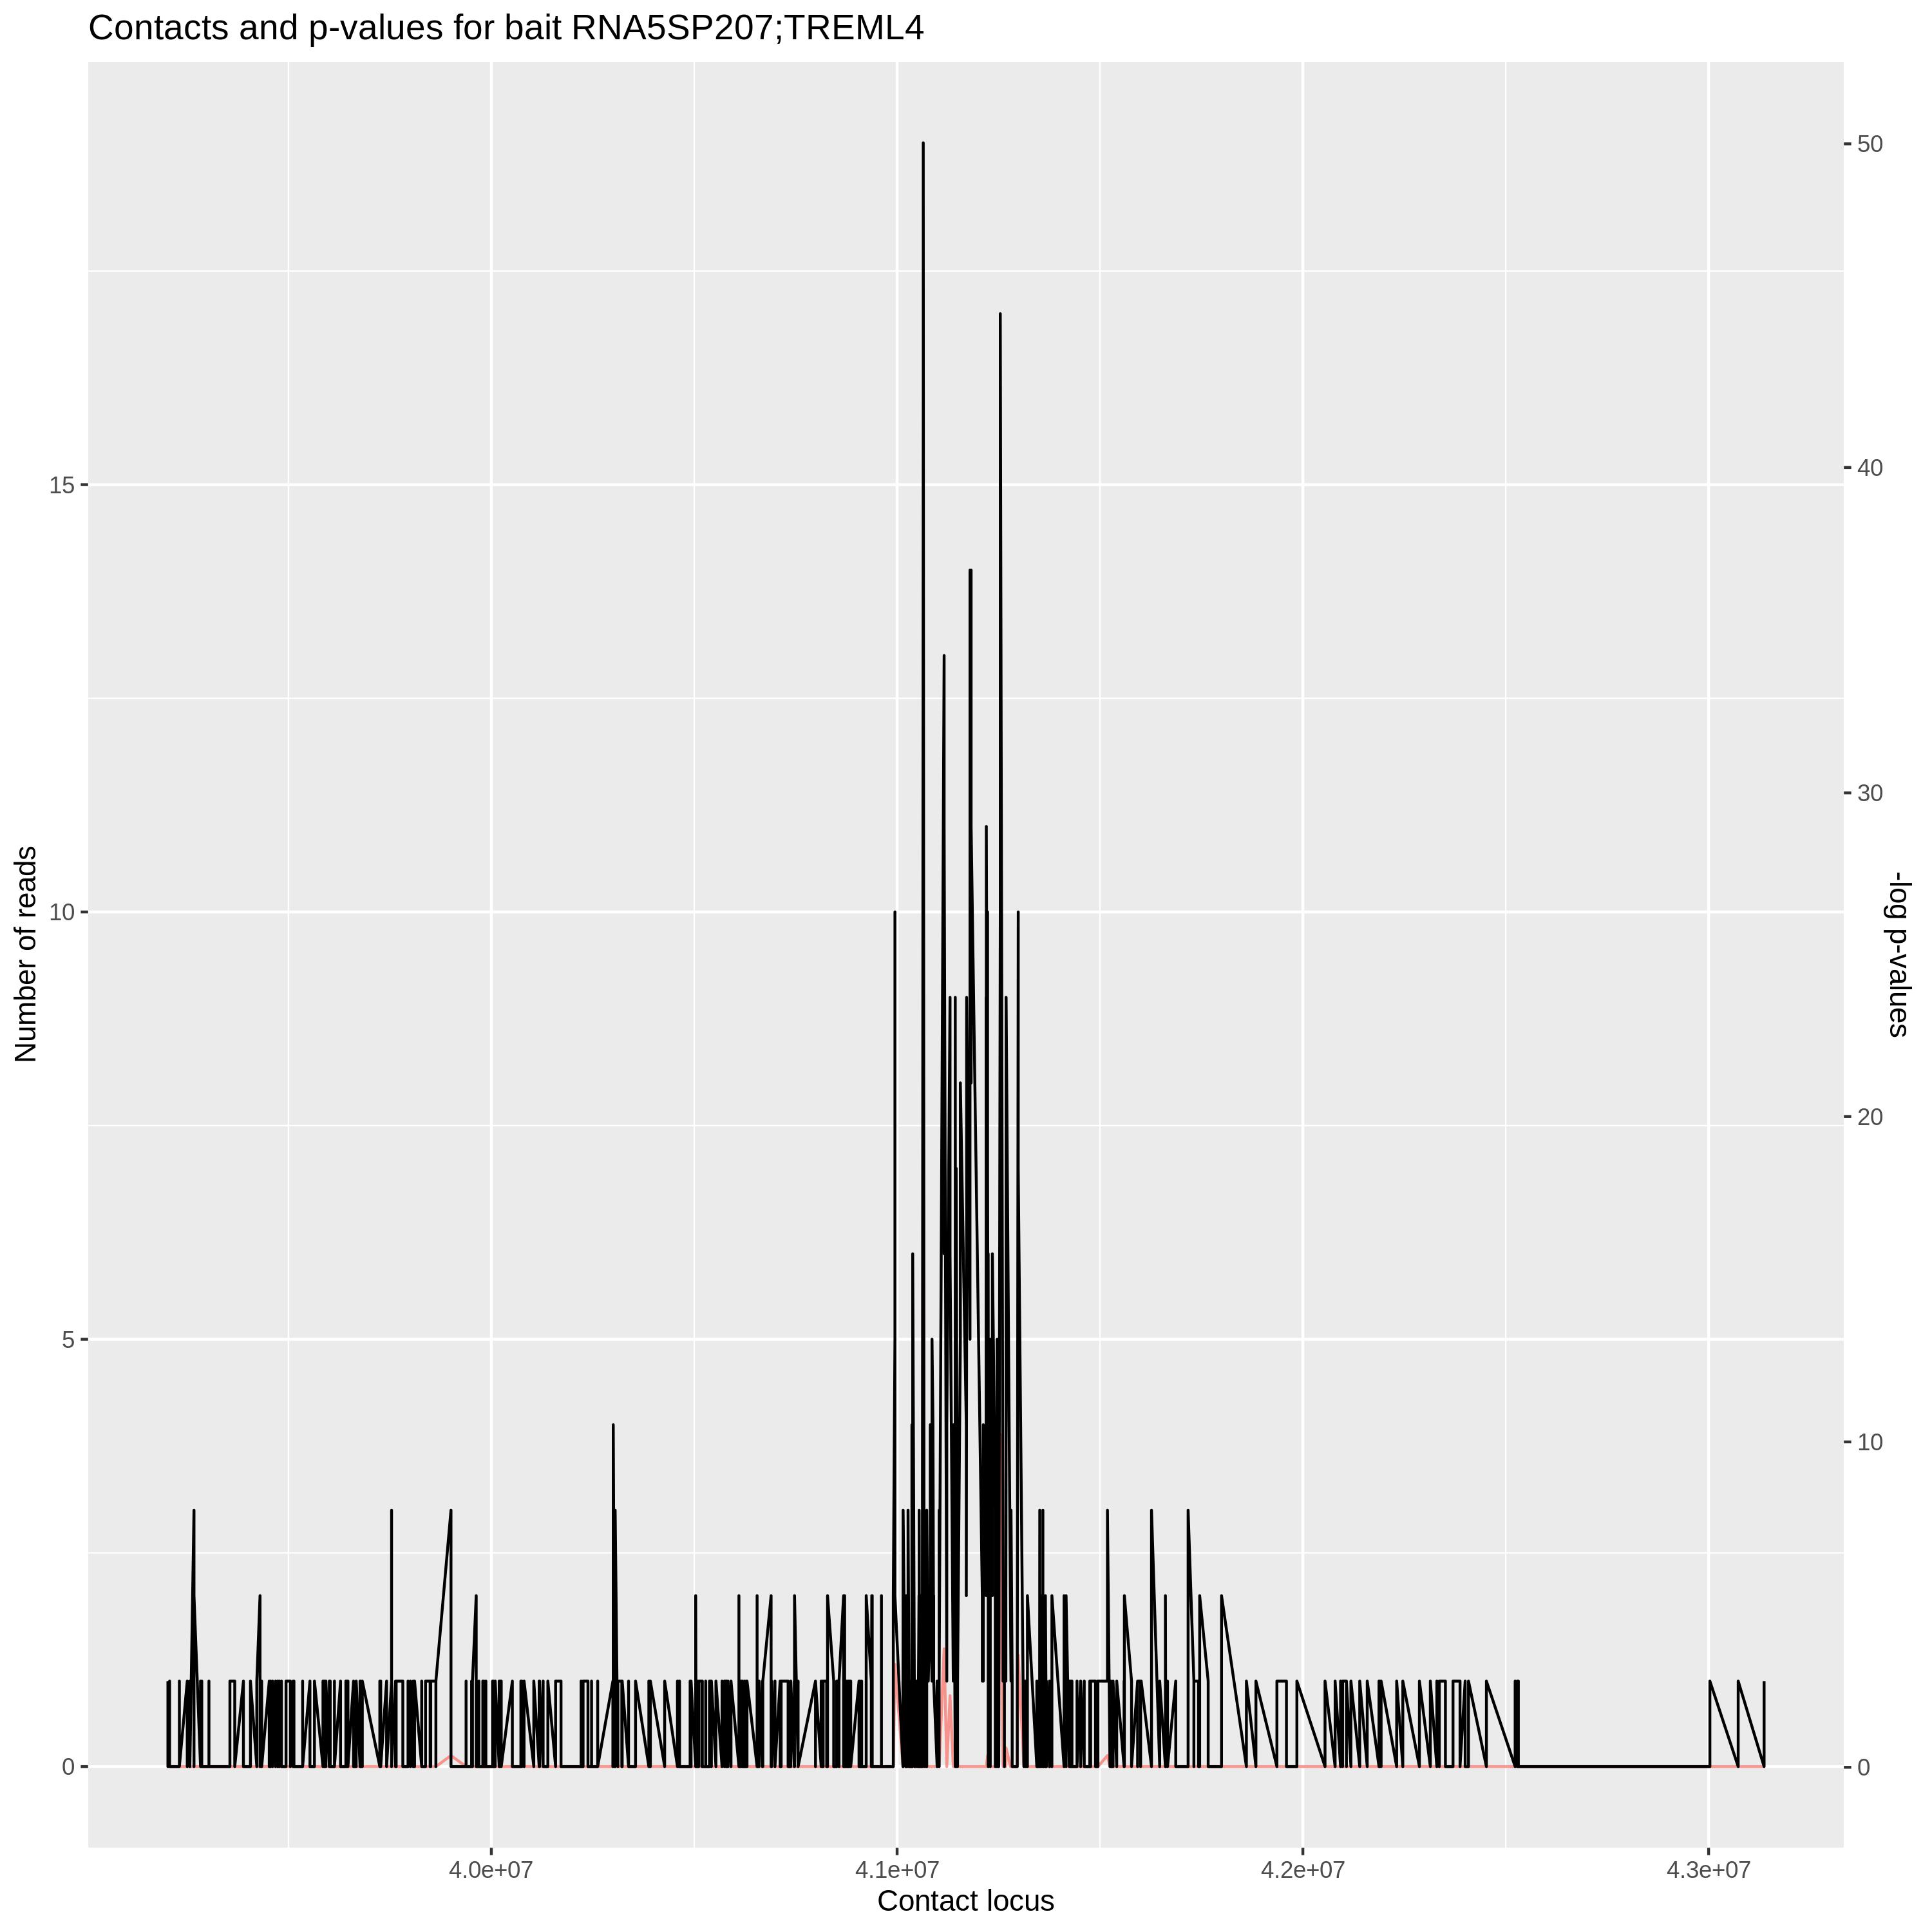 Contacts and p-values for bait RNA5SP207;TREML4
Number of reads
15
10
5
0
50
40
30
20
10
0
-log p-values
4.0e+07
4.1e+07
4.2e+07
4.3e+07
Contact locus